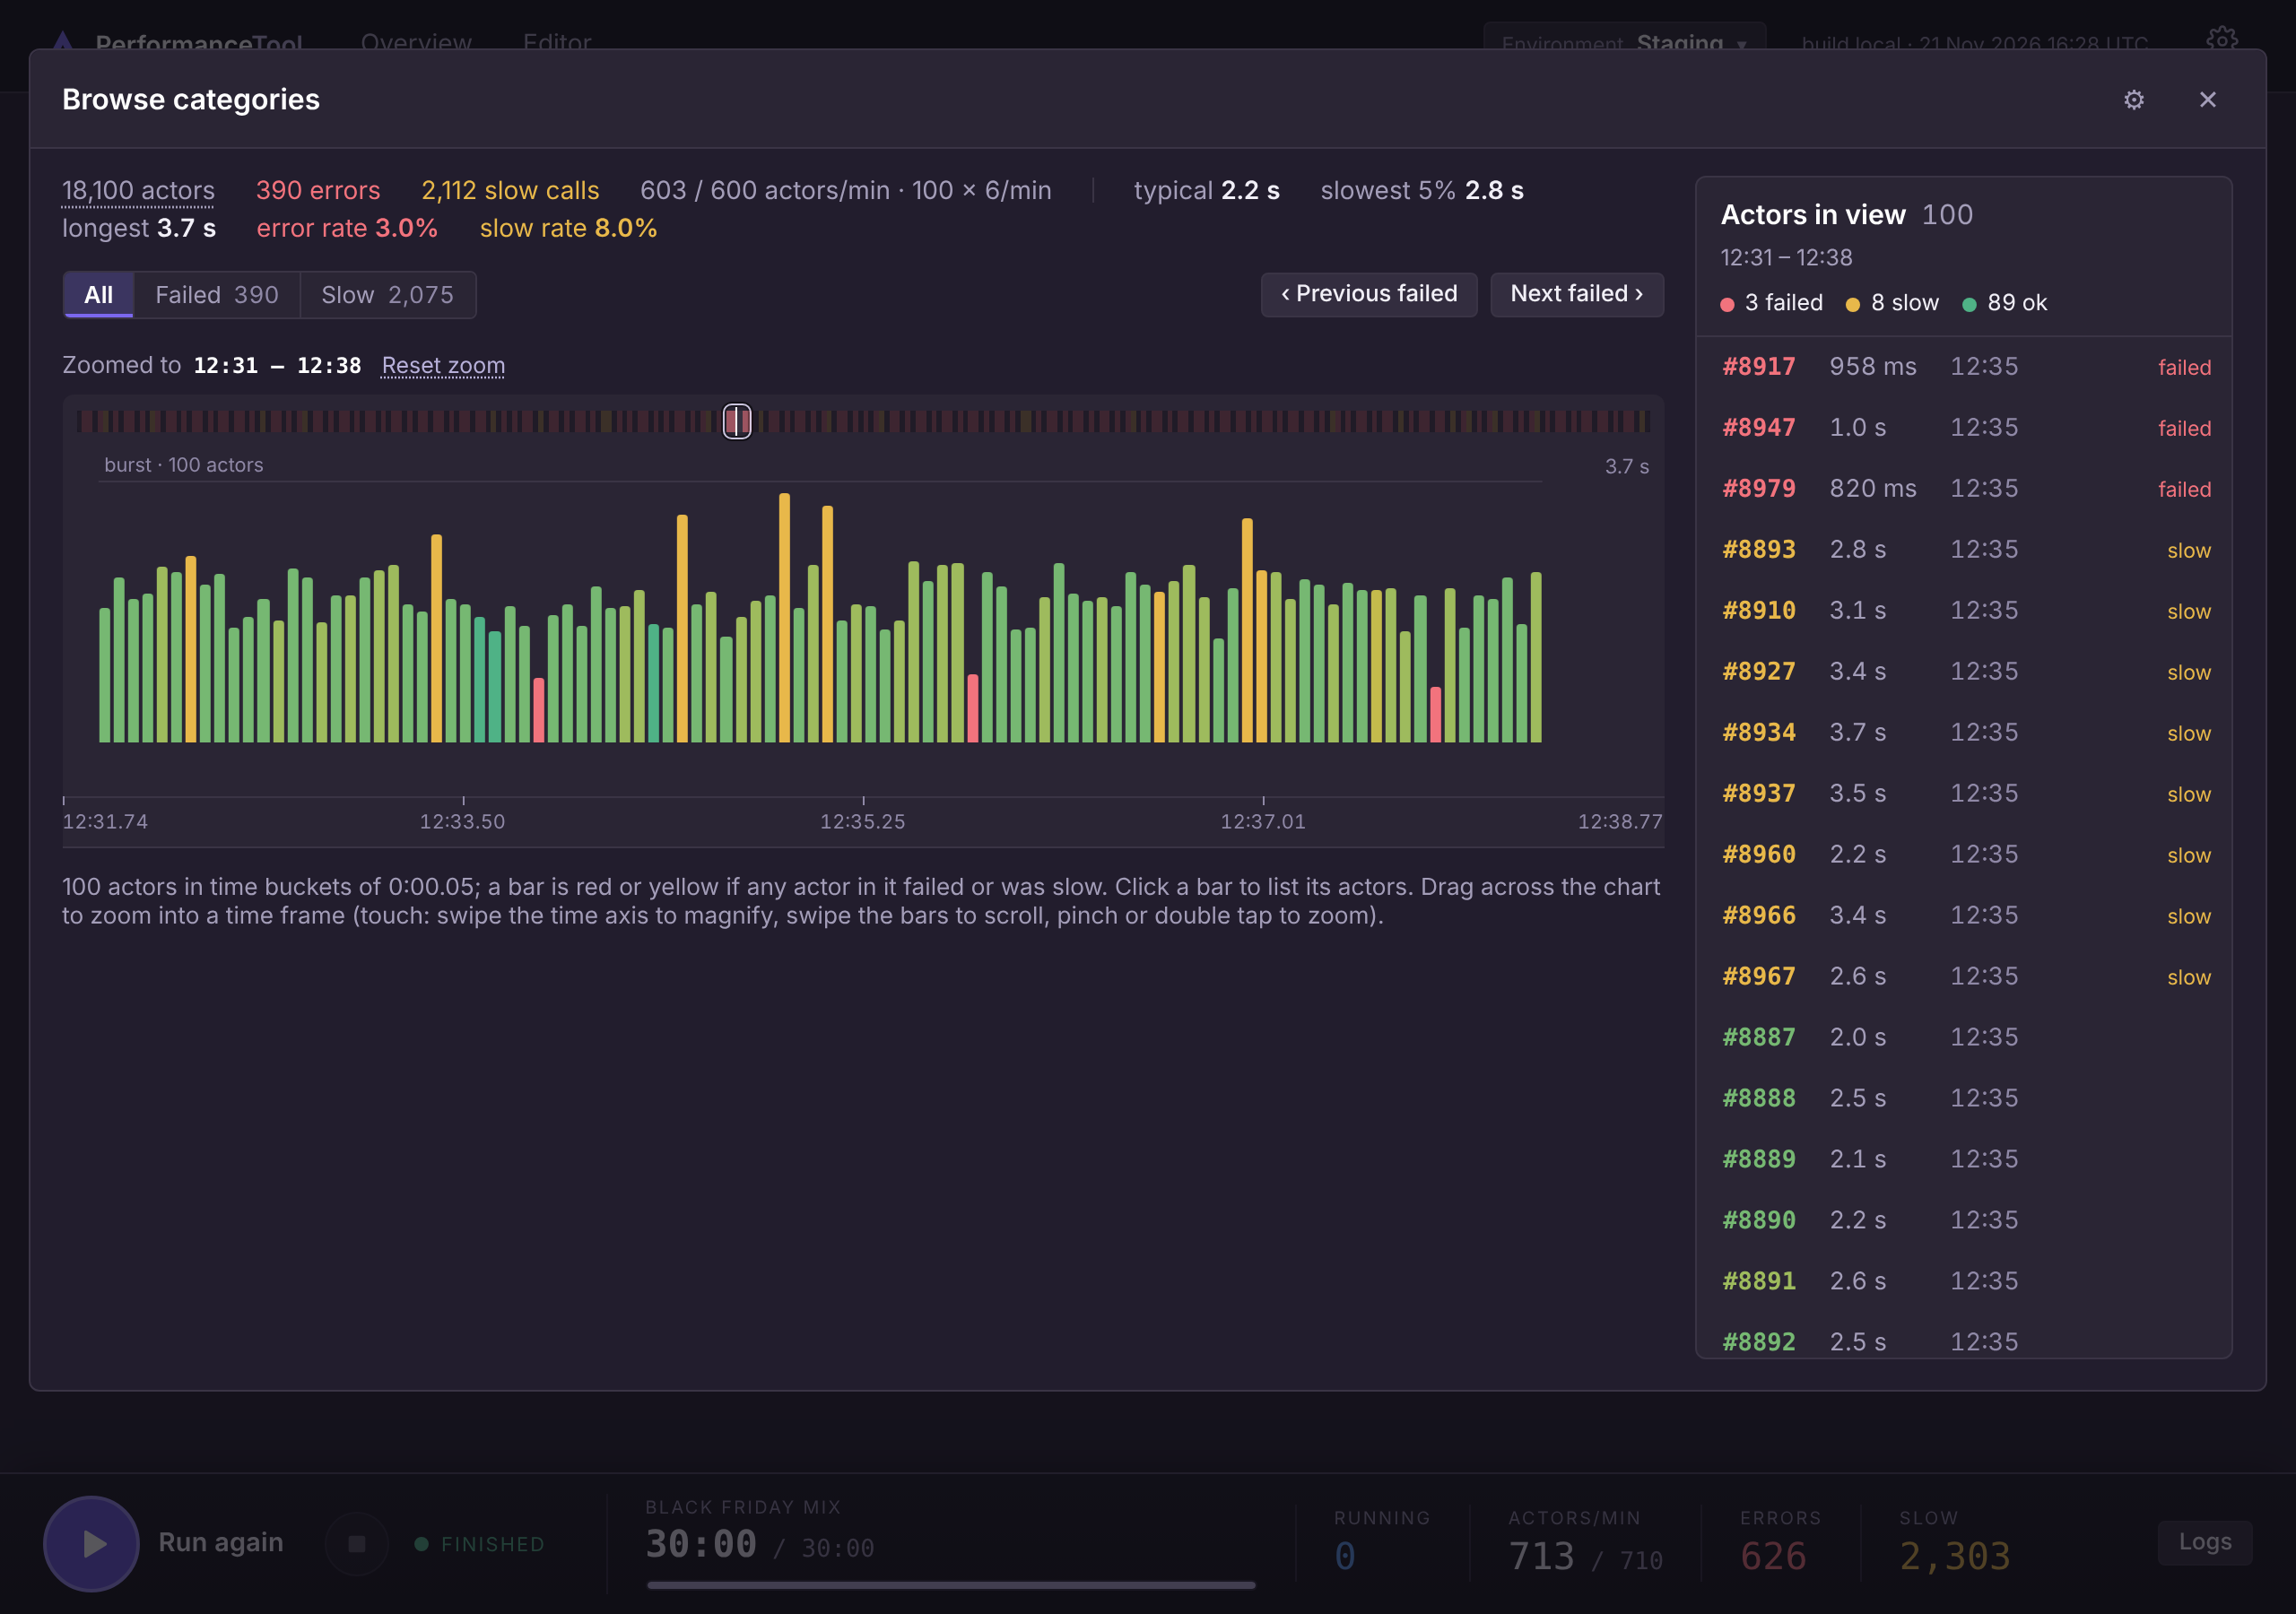 PerformanceTool Overview Editor Environment Staging ▾ build local · 21 Nov 2026 16:28 UTC
Browse categories
18,100 actors 390 errors 2,112 slow calls 603 / 600 actors/min · 100 × 6/min typical 2.2 s slowest 5% 2.8 s
longest 3.7 s error rate 3.0% slow rate 8.0%
All Failed 390 Slow 2,075 ‹ Previous failed Next failed ›
Zoomed to 12:31 – 12:38 Reset zoom
burst · 100 actors 3.7 s
12:31.74 12:33.50 12:35.25 12:37.01 12:38.77
100 actors in time buckets of 0:00.05; a bar is red or yellow if any actor in it failed or was slow. Click a bar to list its actors. Drag across the chart
to zoom into a time frame (touch: swipe the time axis to magnify, swipe the bars to scroll, pinch or double tap to zoom).
Actors in view 100
12:31 – 12:38
3 failed 8 slow 89 ok
#8917 958 ms 12:35 failed
#8947 1.0 s 12:35 failed
#8979 820 ms 12:35 failed
#8893 2.8 s 12:35 slow
#8910 3.1 s 12:35 slow
#8927 3.4 s 12:35 slow
#8934 3.7 s 12:35 slow
#8937 3.5 s 12:35 slow
#8960 2.2 s 12:35 slow
#8966 3.4 s 12:35 slow
#8967 2.6 s 12:35 slow
#8887 2.0 s 12:35
#8888 2.5 s 12:35
#8889 2.1 s 12:35
#8890 2.2 s 12:35
#8891 2.6 s 12:35
#8892 2.5 s 12:35
Run again FINISHED
BLACK FRIDAY MIX
30:00 / 30:00
RUNNING
0
ACTORS/MIN
713 / 710
ERRORS
626
SLOW
2,303
Logs